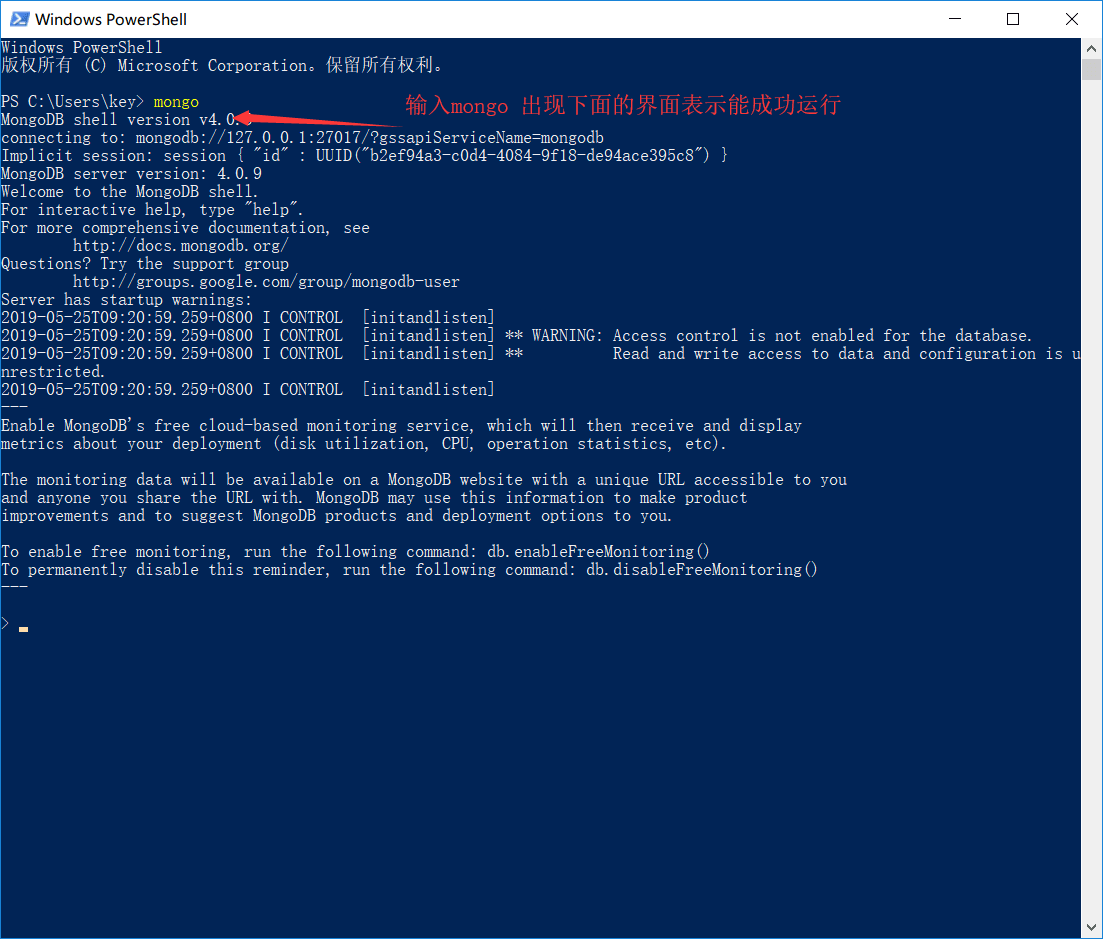 Windows PowerShell
Windows PowerShell
版权所有 (C) Microsoft Corporation。保留所有权利。
PS C:\Users\key> mongo
输入mongo 出现下面的界面表示能成功运行
MongoDB shell version v4.0.
connecting to: mongodb://127.0.0.1:27017/?gssapiServiceName=mongodb
Implicit session: session { "id" : UUID("b2ef94a3-c0d4-4084-9f18-de94ace395c8") }
MongoDB server version: 4.0.9
Welcome to the MongoDB shell.
For interactive help, type "help".
For more comprehensive documentation, see
http://docs.mongodb.org/
Questions? Try the support group
http://groups.google.com/group/mongodb-user
Server has startup warnings:
2019-05-25T09:20:59.259+0800 I CONTROL  [initandlisten]
2019-05-25T09:20:59.259+0800 I CONTROL  [initandlisten] ** WARNING: Access control is not enabled for the database.
2019-05-25T09:20:59.259+0800 I CONTROL  [initandlisten] **          Read and write access to data and configuration is u
nrestricted.
2019-05-25T09:20:59.259+0800 I CONTROL  [initandlisten]
---
Enable MongoDB's free cloud-based monitoring service, which will then receive and display
metrics about your deployment (disk utilization, CPU, operation statistics, etc).
The monitoring data will be available on a MongoDB website with a unique URL accessible to you
and anyone you share the URL with. MongoDB may use this information to make product
improvements and to suggest MongoDB products and deployment options to you.
To enable free monitoring, run the following command: db.enableFreeMonitoring()
To permanently disable this reminder, run the following command: db.disableFreeMonitoring()
---
>